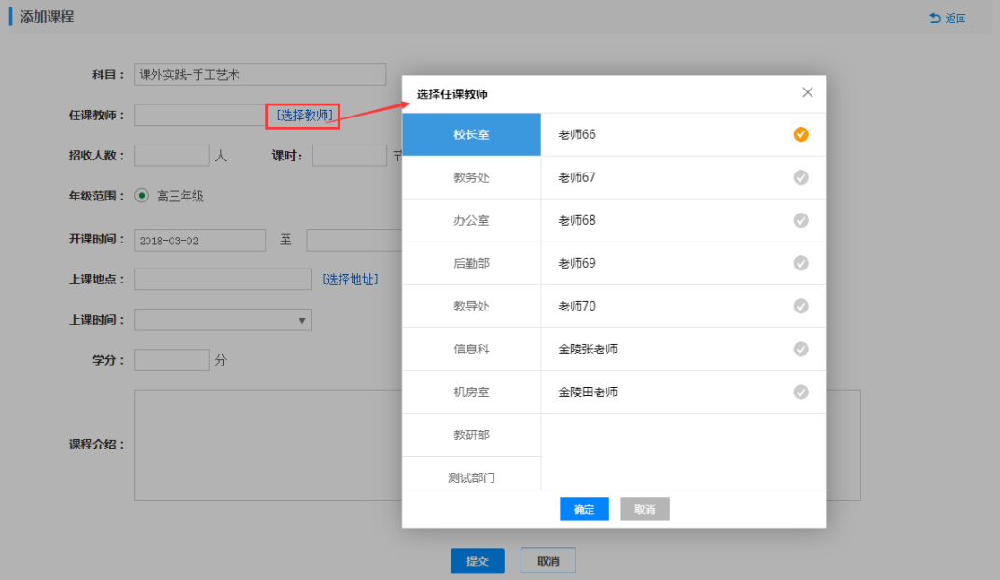 添加课程
返回
科目： 课外实践-手工艺术
任课教师： [选择教师]
招收人数： 人 课时： 节
年级范围： 高三年级
开课时间： 2018-03-02 至
上课地点： [选择地址]
上课时间：
学分： 分
课程介绍：
提交 取消
选择任课教师
校长室 老师66
教务处 老师67
办公室 老师68
后勤部 老师69
教导处 老师70
信息科 金陵张老师
机房室 金陵田老师
教研部
测试部门
确定 取消